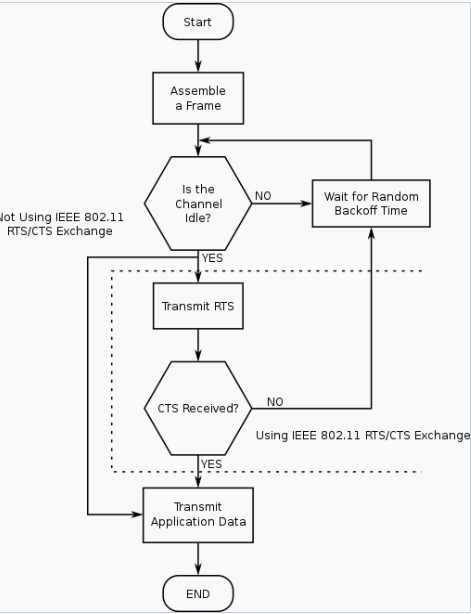 Start
Assemble
a Frame
Is the
Channel
Idle?
NO
Wait for Random
Backoff Time
Not Using IEEE 802.11
RTS/CTS Exchange
YES
Transmit RTS
CTS Received?
NO
Using IEEE 802.11 RTS/CTS Exchange
YES
Transmit
Application Data
END